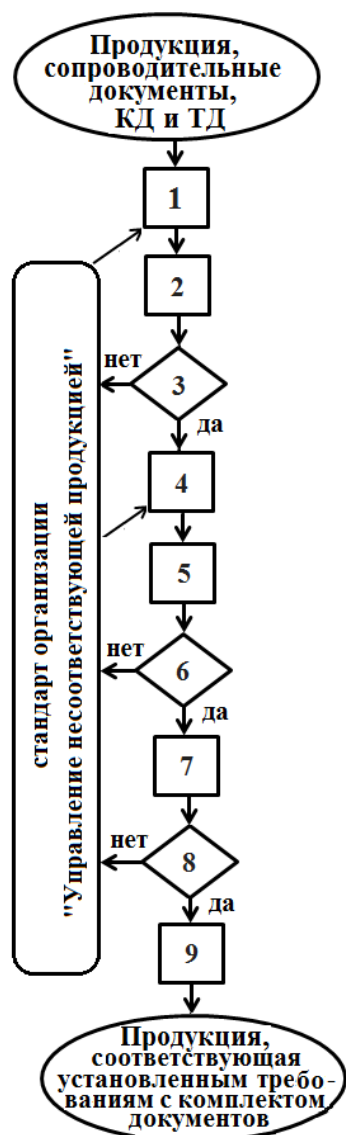 Продукция,
сопроводительные
документы,
КД и ТД
1
2
нет
3
да
4
5
нет
6
да
7
нет
8
да
9
стандарт организации
"Управление несоответствующей продукцией"
Продукция,
соответствующая
установленным требо-
ваниям с комплектом
документов